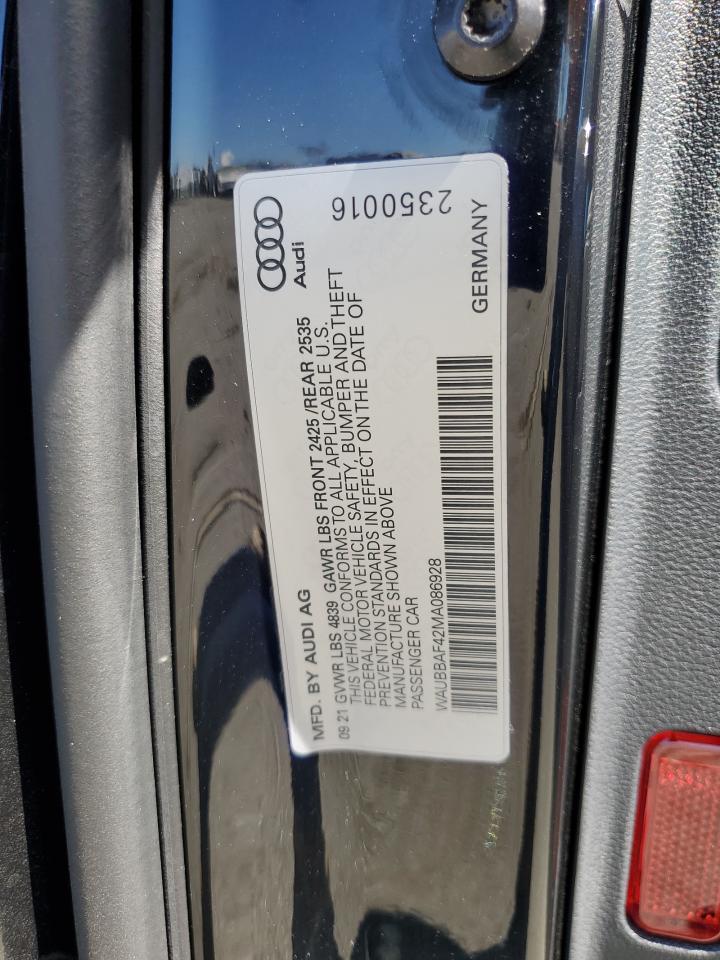 MFD. BY AUDI AG
Audi
09 21 GVWR LBS 4839 GAWR LBS FRONT 2425 /REAR 2535
THIS VEHICLE CONFORMS TO ALL APPLICABLE U.S.
FEDERAL MOTOR VEHICLE SAFETY, BUMPER AND THEFT
PREVENTION STANDARDS IN EFFECT ON THE DATE OF
MANUFACTURE SHOWN ABOVE
PASSENGER CAR
2350016
WAUBBAF42MA086928
GERMANY